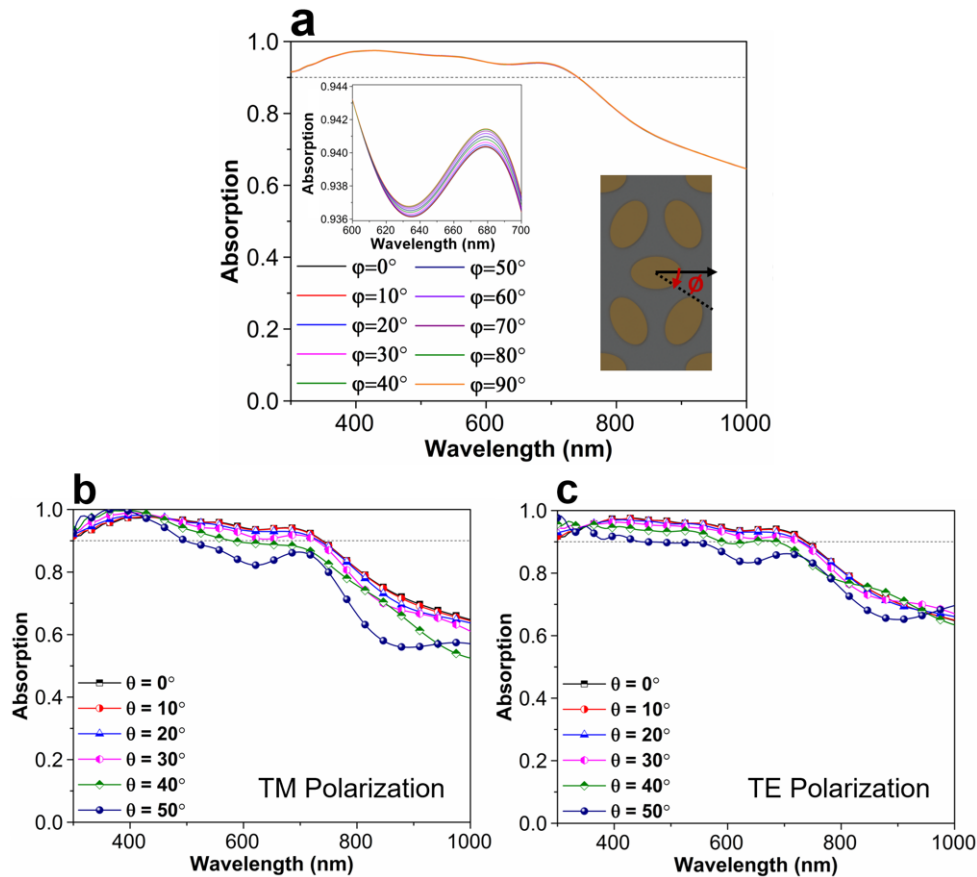 a
1.0
0.8
0.6
0.4
0.2
0.0
Absorption
400 600 800 1000
Wavelength (nm)
0.944
0.942
0.940
0.938
0.936
Absorption
600 620 640 660 680 700
Wavelength (nm)
φ=0° φ=50°
φ=10° φ=60°
φ=20° φ=70°
φ=30° φ=80°
φ=40° φ=90°
Ø
b
1.0
0.8
0.6
0.4
0.2
0.0
Absorption
θ = 0°
θ = 10°
θ = 20°
θ = 30°
θ = 40°
θ = 50°
TM Polarization
400 600 800 1000
Wavelength (nm)
c
1.0
0.8
0.6
0.4
0.2
0.0
Absorption
θ = 0°
θ = 10°
θ = 20°
θ = 30°
θ = 40°
θ = 50°
TE Polarization
400 600 800 1000
Wavelength (nm)